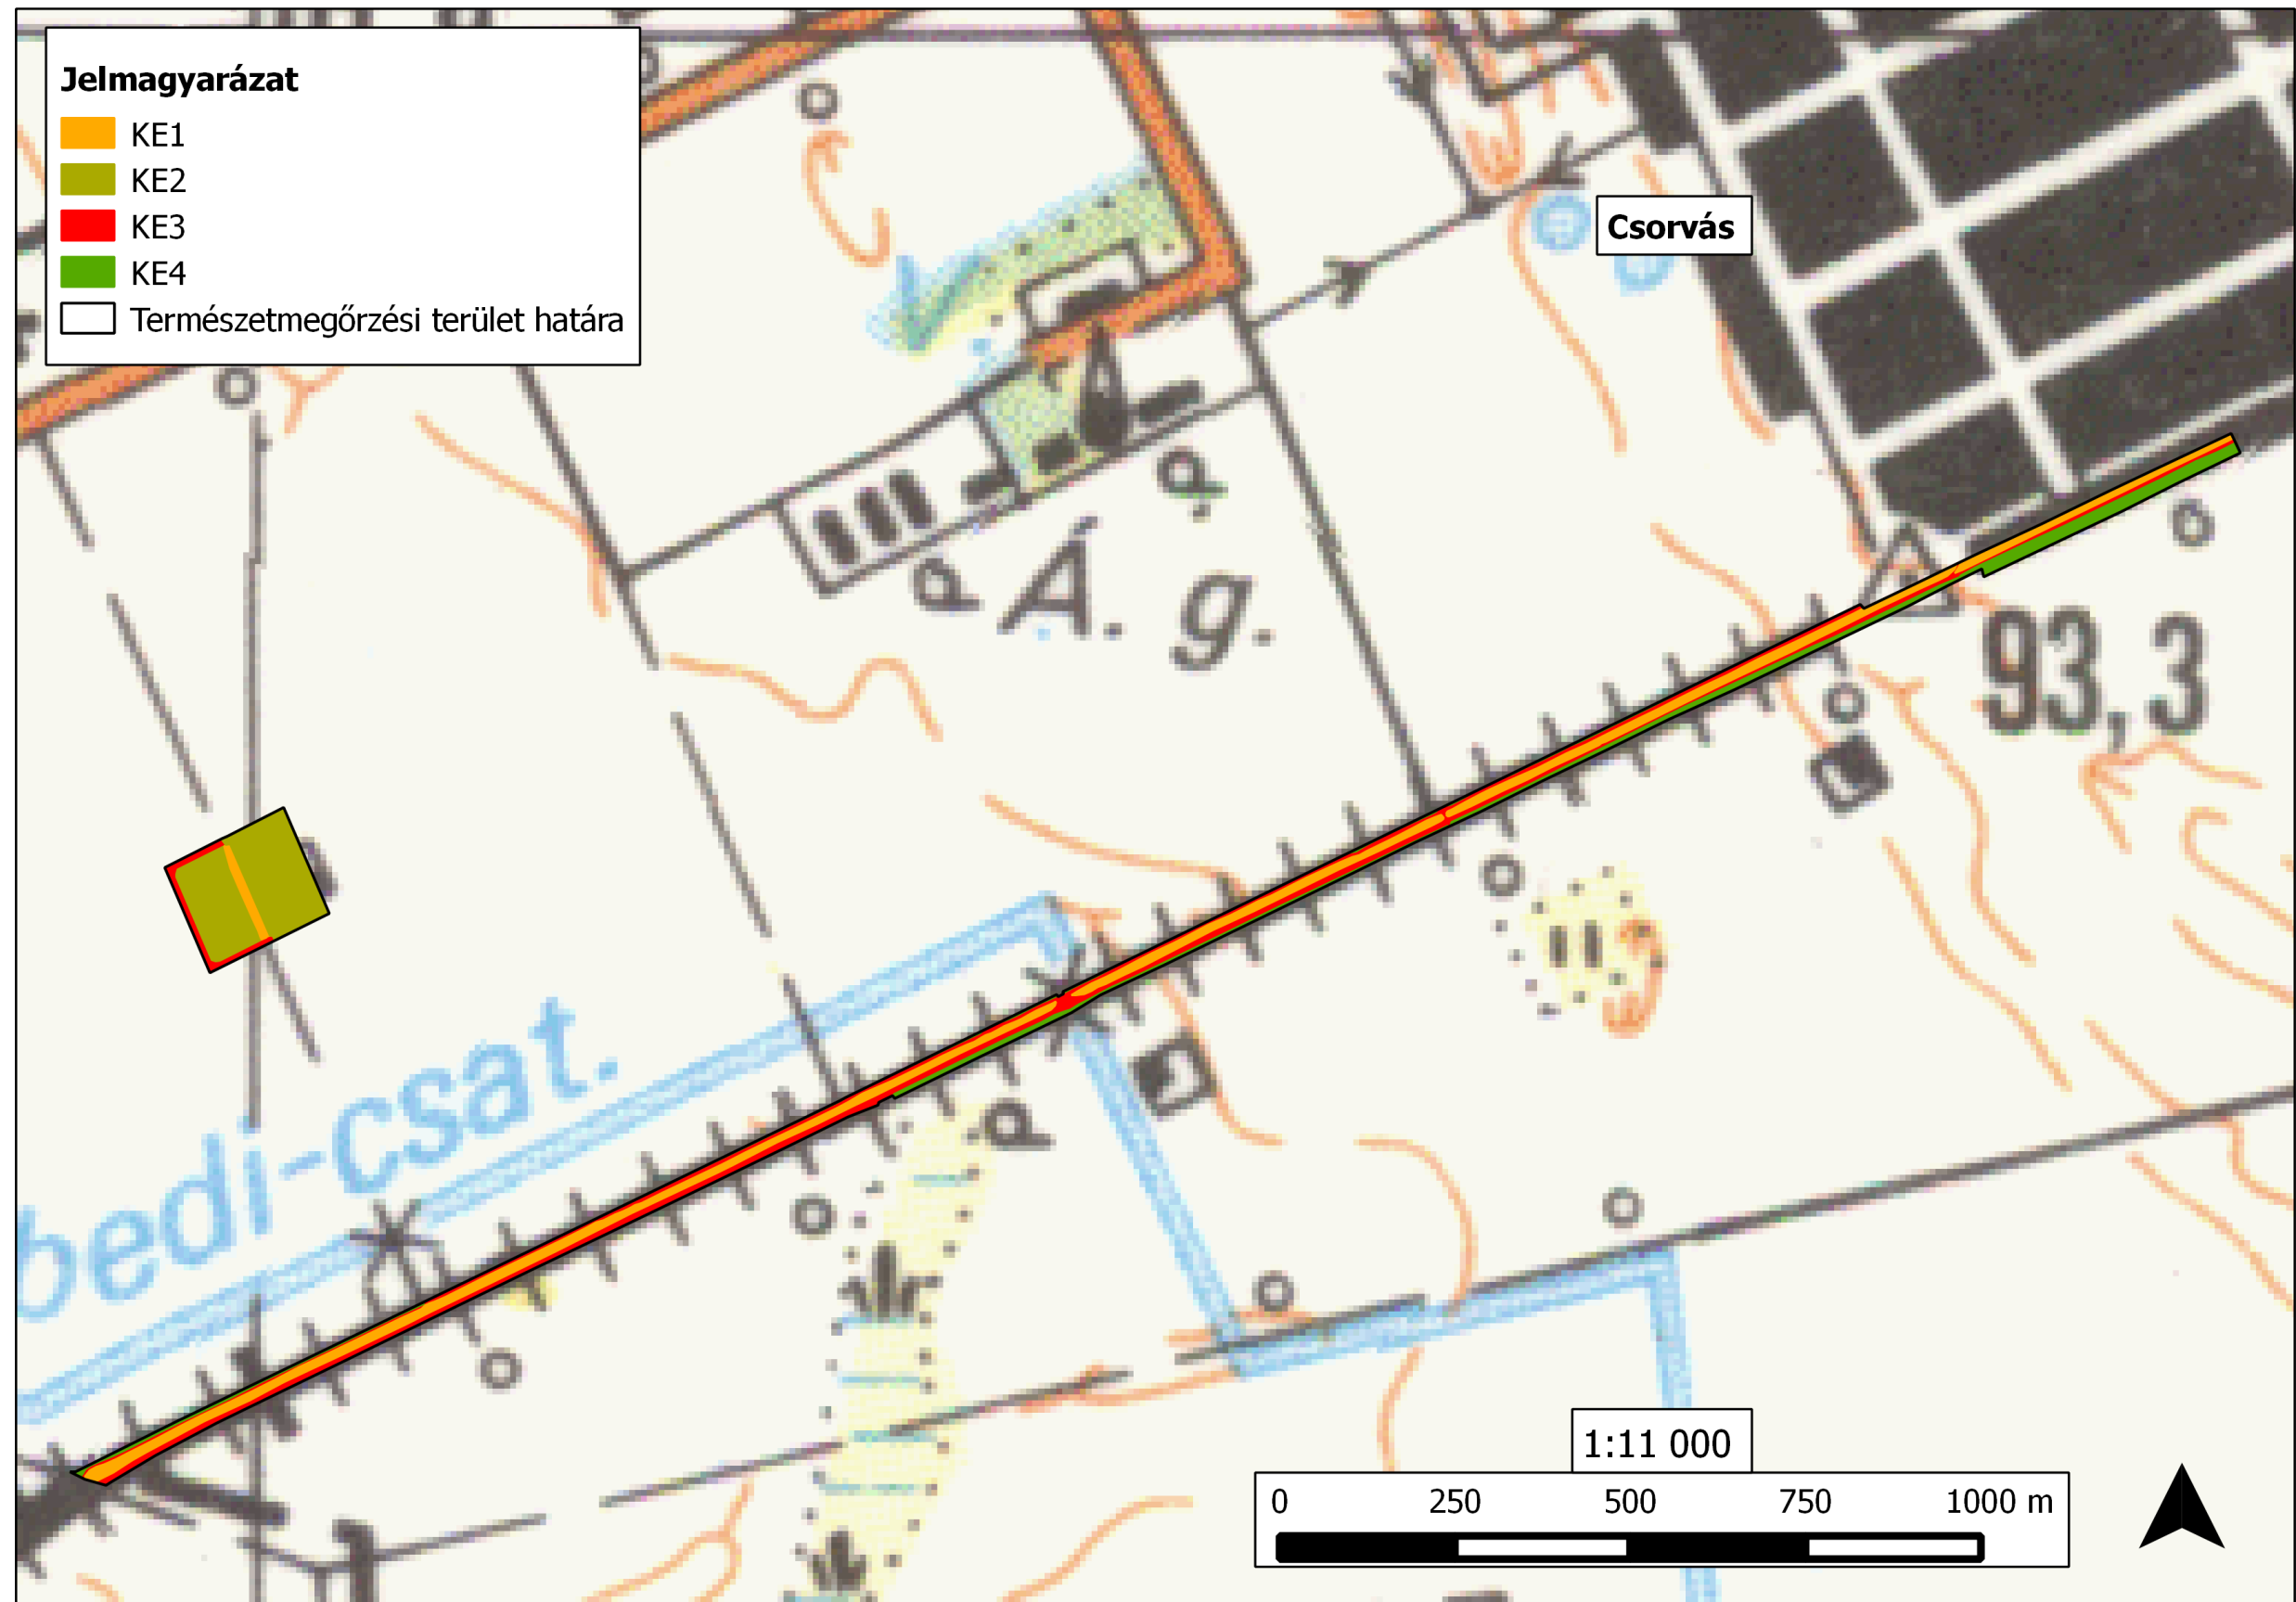 Jelmagyarázat
KE1
KE2
KE3
KE4
Természetmegőrzési terület határa
Csorvás
Á. g.
93,3
bedi-csat.
1:11 000
0 250 500 750 1000 m